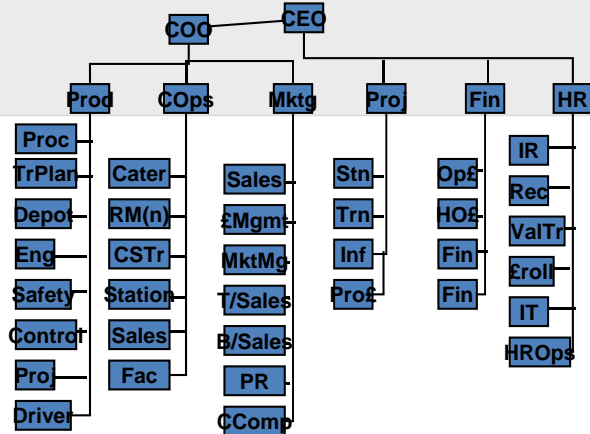 CEO
COO
Prod COps Mktg Proj Fin HR
Proc
TrPlan
Depot
Eng
Safety
Control
Proj
Driver
Cater
RM(n)
CSTr
Station
Sales
Fac
Sales
£Mgmt
MktMg
T/Sales
B/Sales
PR
CComp
Stn
Trn
Inf
Pro£
Op£
HO£
Fin
Fin
IR
Rec
ValTr
£roll
IT
HROps